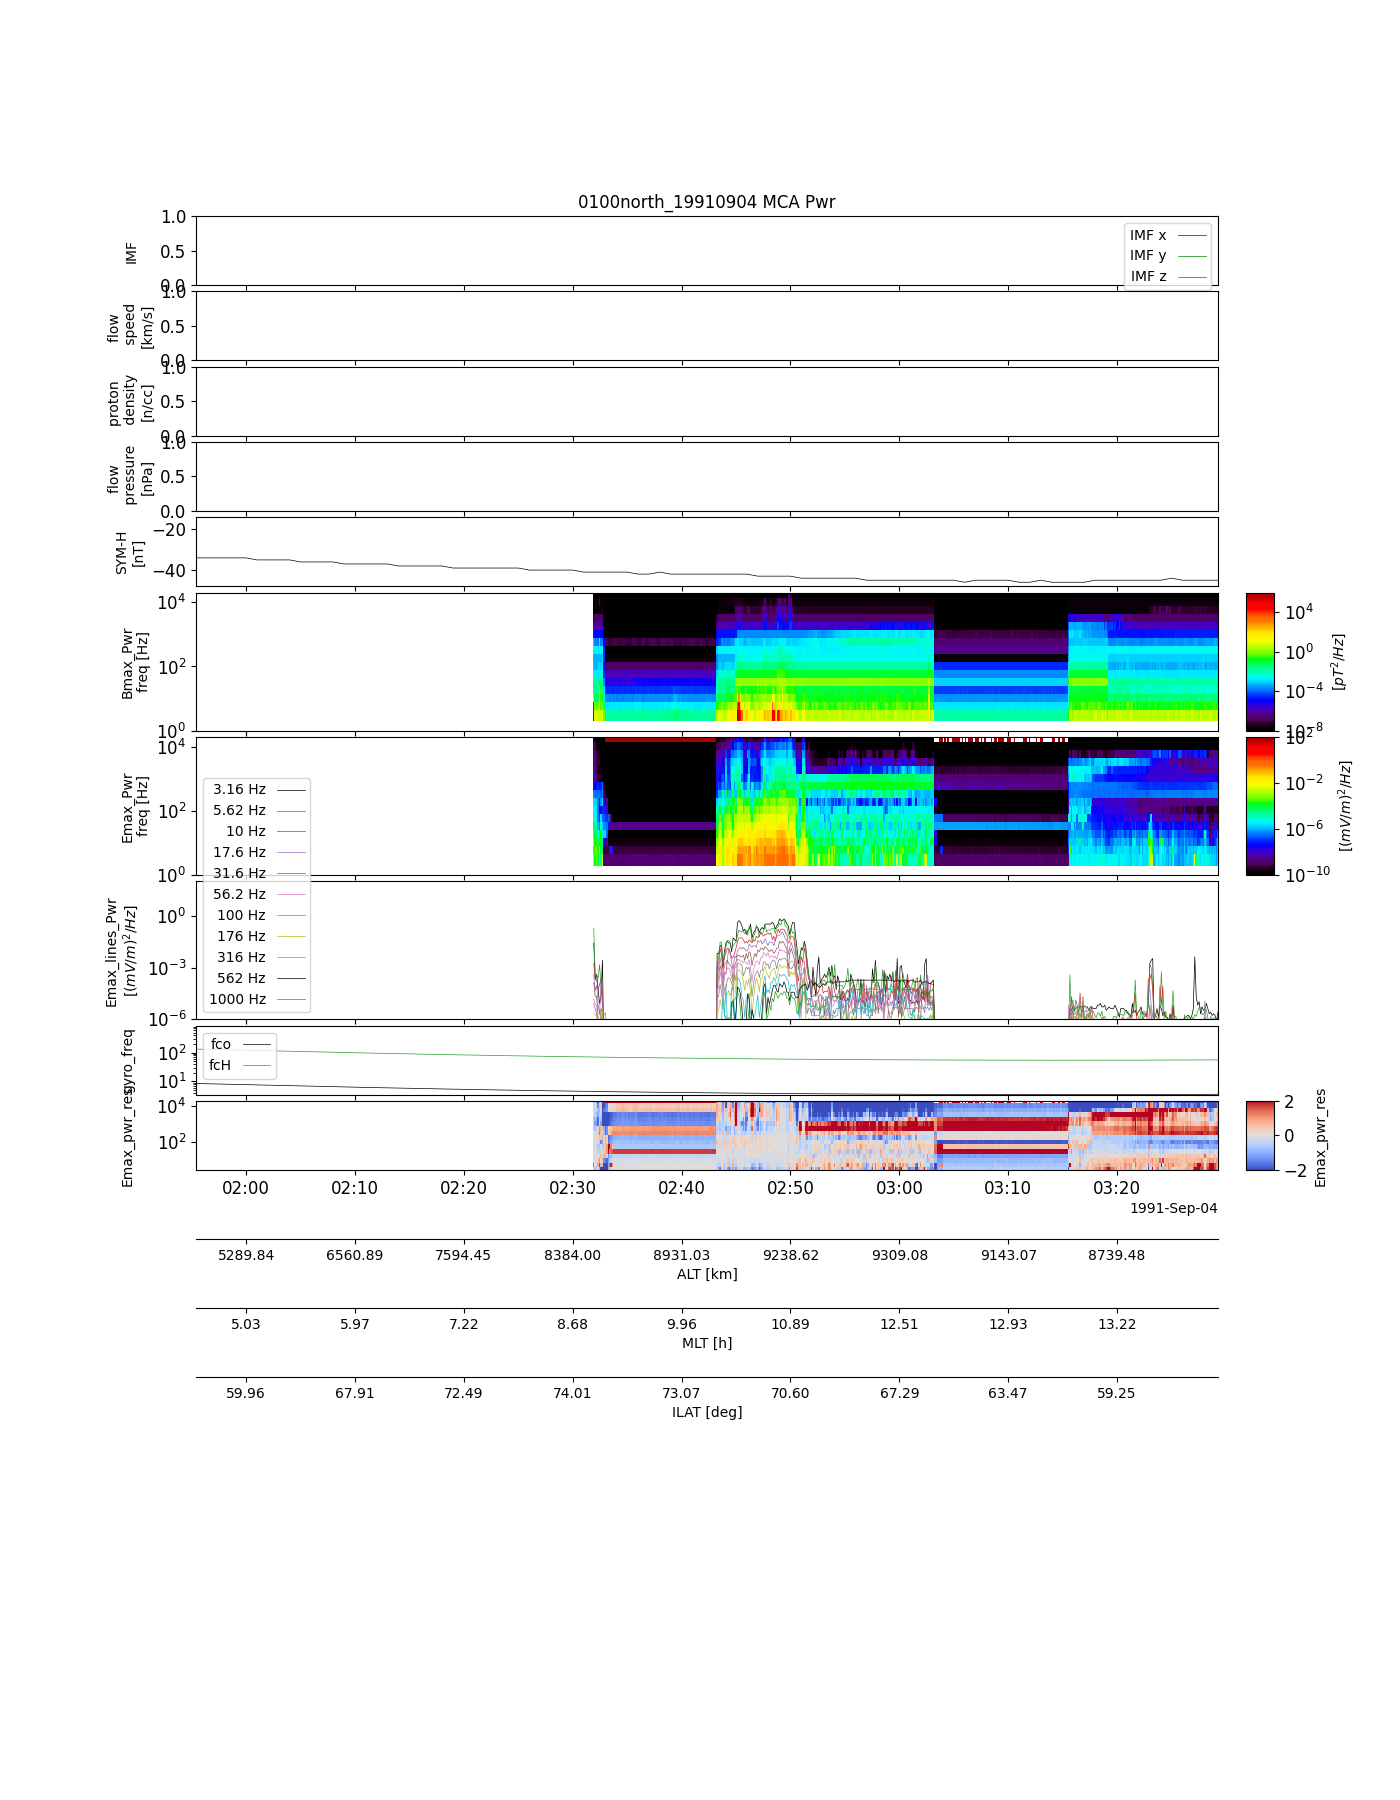 0100north_19910904 MCA Pwr
1.0
0.5
0.0
IMF
IMF x
IMF y
IMF z
1.0
0.5
0.0
flow
speed
[km/s]
1.0
0.5
0.0
proton
density
[n/cc]
1.0
0.5
0.0
flow
pressure
[nPa]
−20
−40
SYM-H
[nT]
10^4
10^2
10^0
Bmax_Pwr
freq [Hz]
10^4
10^0
10^-4
10^-8
[pT^2/Hz]
10^4
10^2
10^0
Emax_Pwr
freq [Hz]
10^2
10^-2
10^-6
10^-10
[(mV/m)^2/Hz]
3.16 Hz
5.62 Hz
10 Hz
17.6 Hz
31.6 Hz
56.2 Hz
100 Hz
176 Hz
316 Hz
562 Hz
1000 Hz
10^0
10^-3
10^-6
Emax_lines_Pwr
[(mV/m)^2/Hz]
fco
fcH
10^2
10^1
gyro_freq
10^4
10^2
Emax_pwr_res
2
0
−2
Emax_pwr_res
02:00 02:10 02:20 02:30 02:40 02:50 03:00 03:10 03:20
1991-Sep-04
5289.84 6560.89 7594.45 8384.00 8931.03 9238.62 9309.08 9143.07 8739.48
ALT [km]
5.03 5.97 7.22 8.68 9.96 10.89 12.51 12.93 13.22
MLT [h]
59.96 67.91 72.49 74.01 73.07 70.60 67.29 63.47 59.25
ILAT [deg]